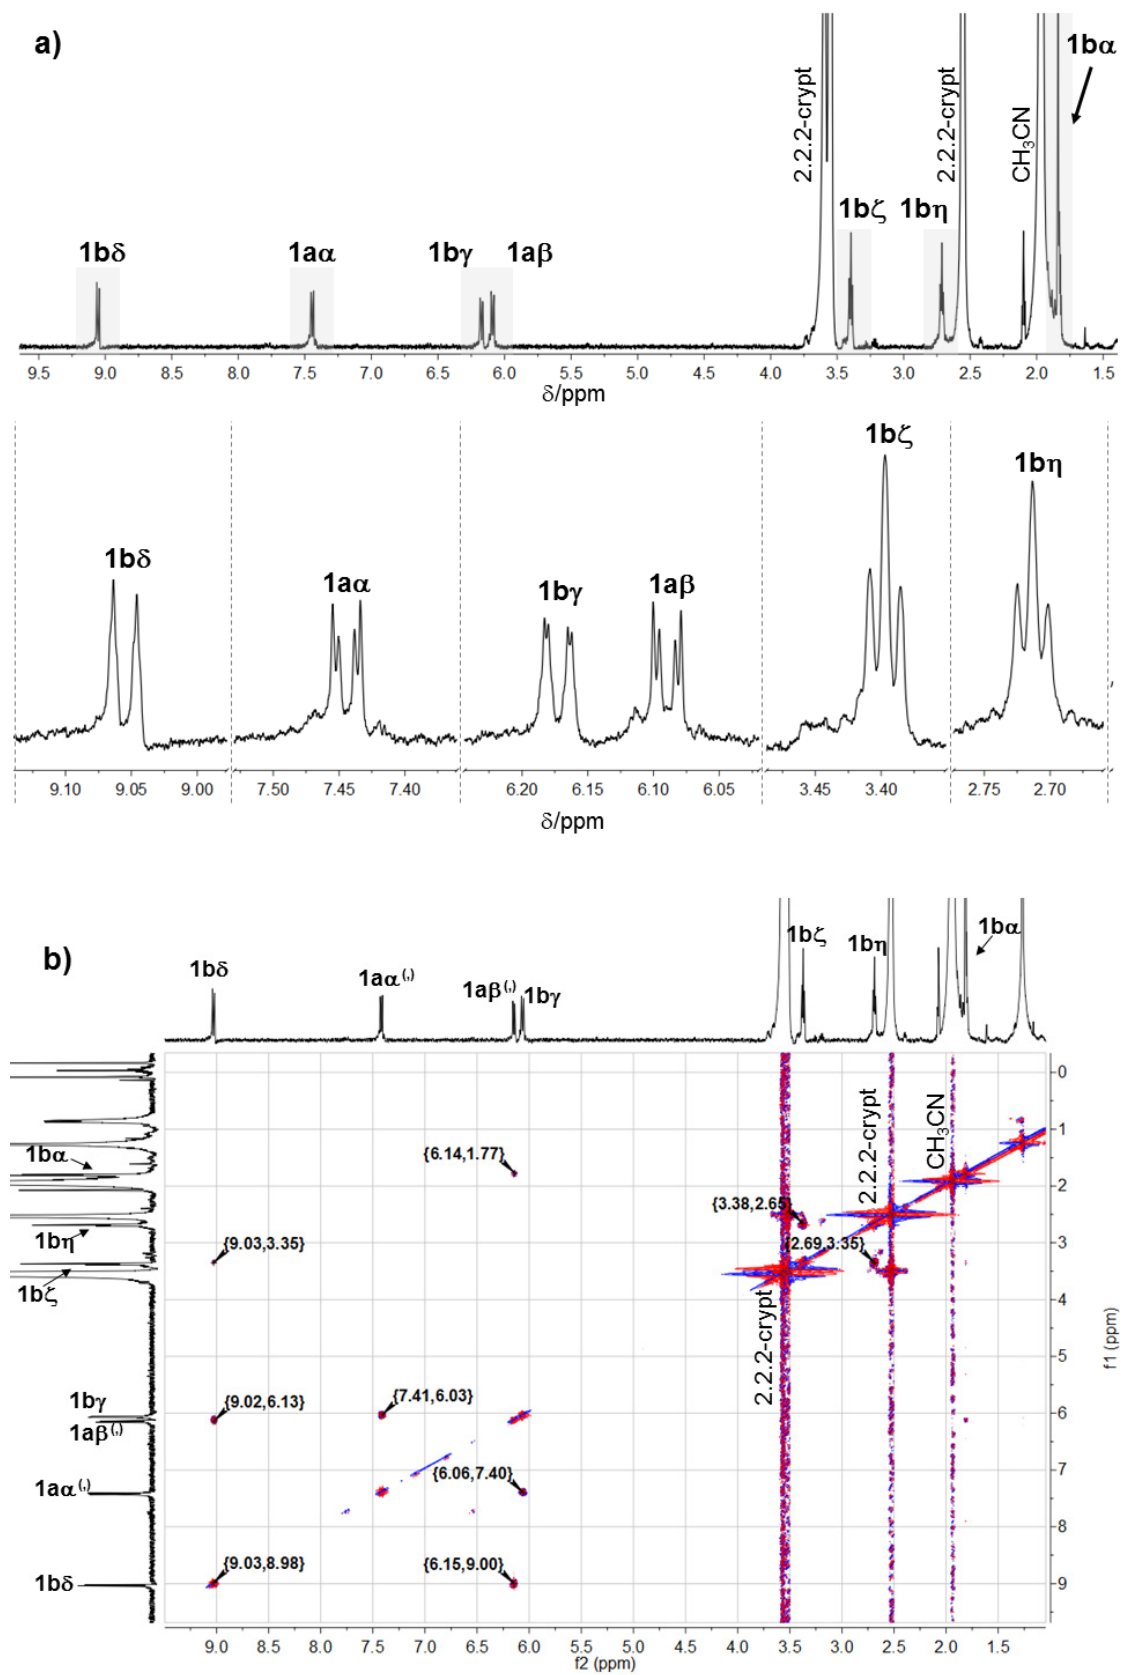 a)
1bα
2.2.2-crypt
2.2.2-crypt
CH₃CN
1bζ
1bη
1bδ
1aα
1bγ
1aβ
9.5 9.0 8.5 8.0 7.5 7.0 6.5 6.0 5.5 5.0 4.5 4.0 3.5 3.0 2.5 2.0 1.5
δ/ppm
1bζ
1bη
1bδ
1aα
1bγ
1aβ
9.10 9.05 9.00 7.50 7.45 7.40 6.20 6.15 6.10 6.05 3.45 3.40 2.75 2.70
δ/ppm
b)
1bδ
1aα(,)
1aβ(,)
1bγ
1bζ
1bη
1bα
0
2.2.2-crypt
CH₃CN
1
1bα
{6.14,1.77}
2
{3.38,2.65}
1bη
{9.03,3.35}
{2.69,3.35}
3
1bζ
2.2.2-crypt
4
f1 (ppm)
5
1bγ
{9.02,6.13}
{7.41,6.03}
6
1aβ(,)
7
{6.06,7.40}
1aα(,)
8
{9.03,8.98}
{6.15,9.00}
1bδ
9
9.0 8.5 8.0 7.5 7.0 6.5 6.0 5.5 5.0 4.5 4.0 3.5 3.0 2.5 2.0 1.5
f2 (ppm)